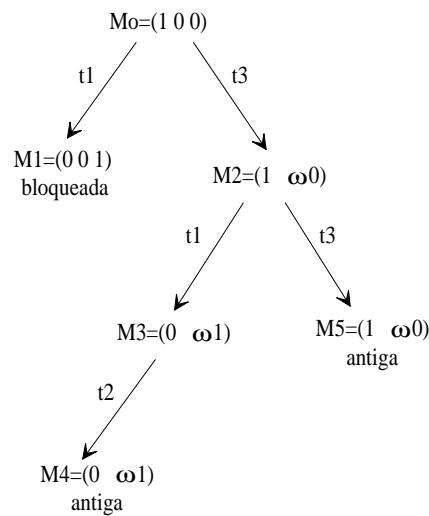 Mo=(1 0 0)
t1
t3
M1=(0 0 1)
bloqueada
M2=(1 ω0)
t1
t3
M3=(0 ω1)
M5=(1 ω0)
antiga
t2
M4=(0 ω1)
antiga